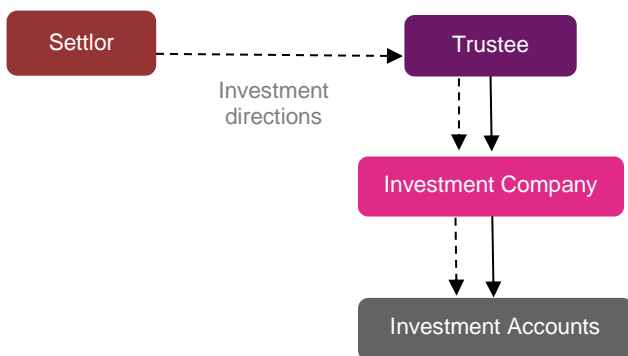 Settlor
Trustee
Investment
directions
Investment Company
Investment Accounts